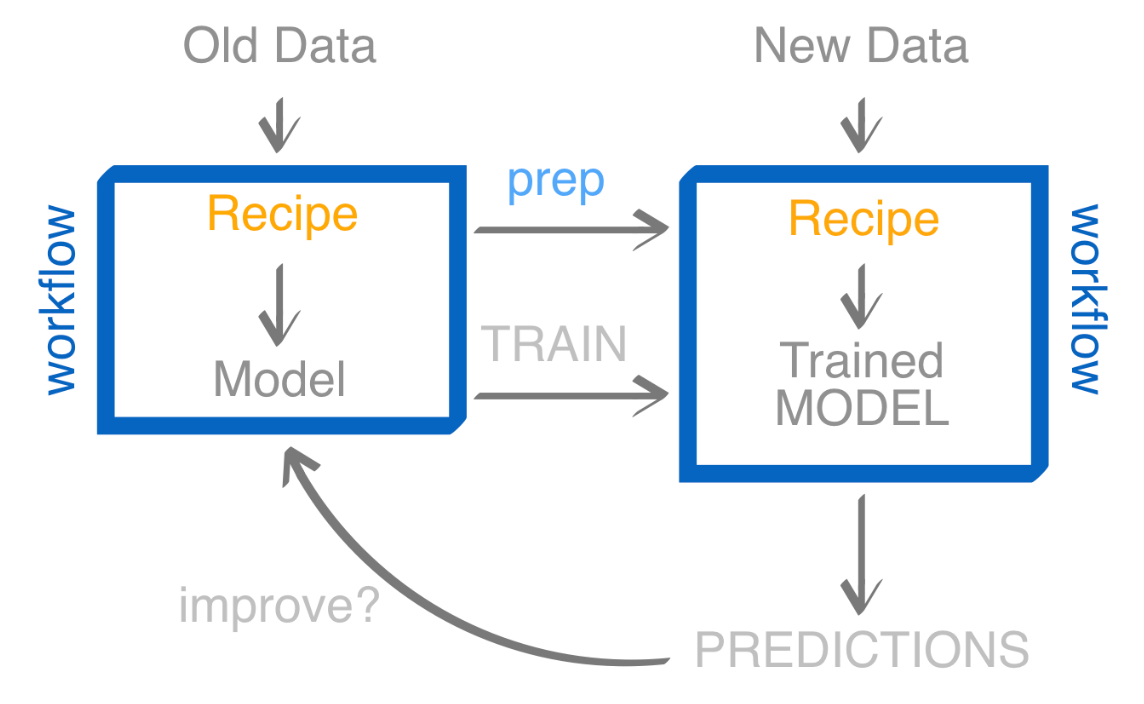 Old Data
New Data
workflow
Recipe
Model
prep
TRAIN
Recipe
Trained
MODEL
workflow
improve?
PREDICTIONS